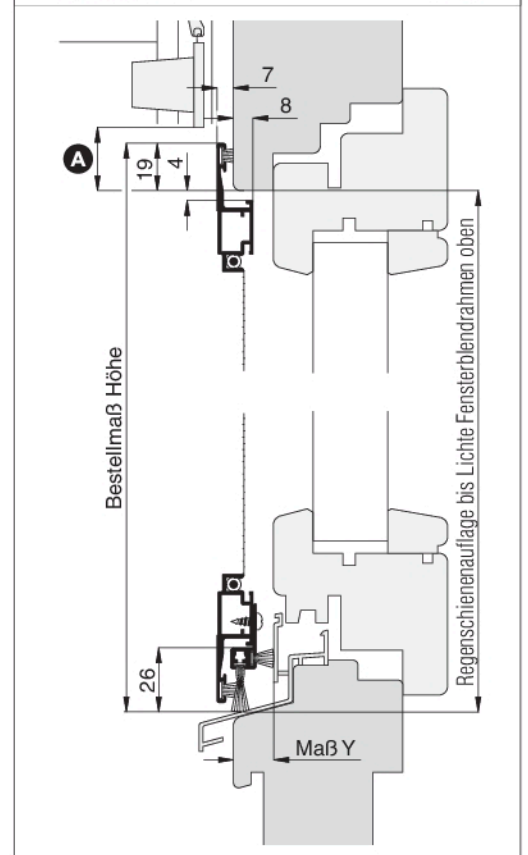 7
8
A
19
4
Bestellmaß Höhe
Regenschienenauflage bis Lichte Fensterblendrahmen oben
26
Maß Y